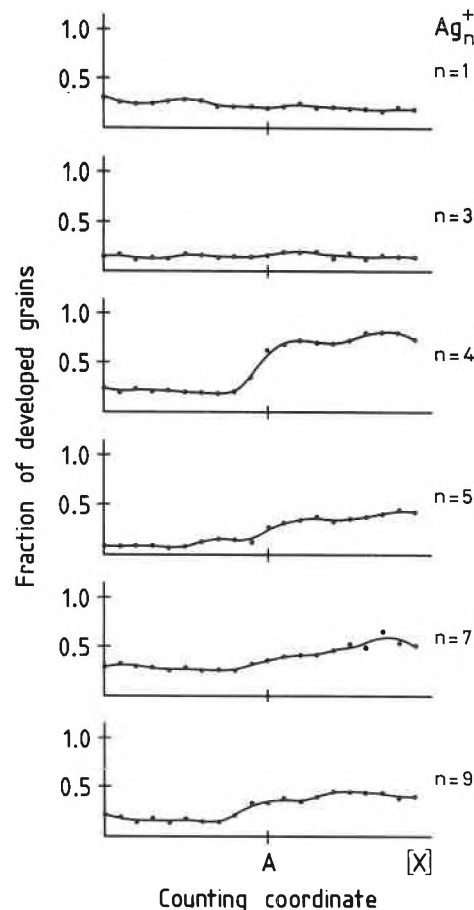 Ag⁺ₙ
1.0
0.5
n=1
1.0
0.5
n=3
1.0
0.5
n=4
1.0
0.5
n=5
1.0
0.5
n=7
1.0
0.5
n=9
Fraction of developed grains
A [X]
Counting coordinate